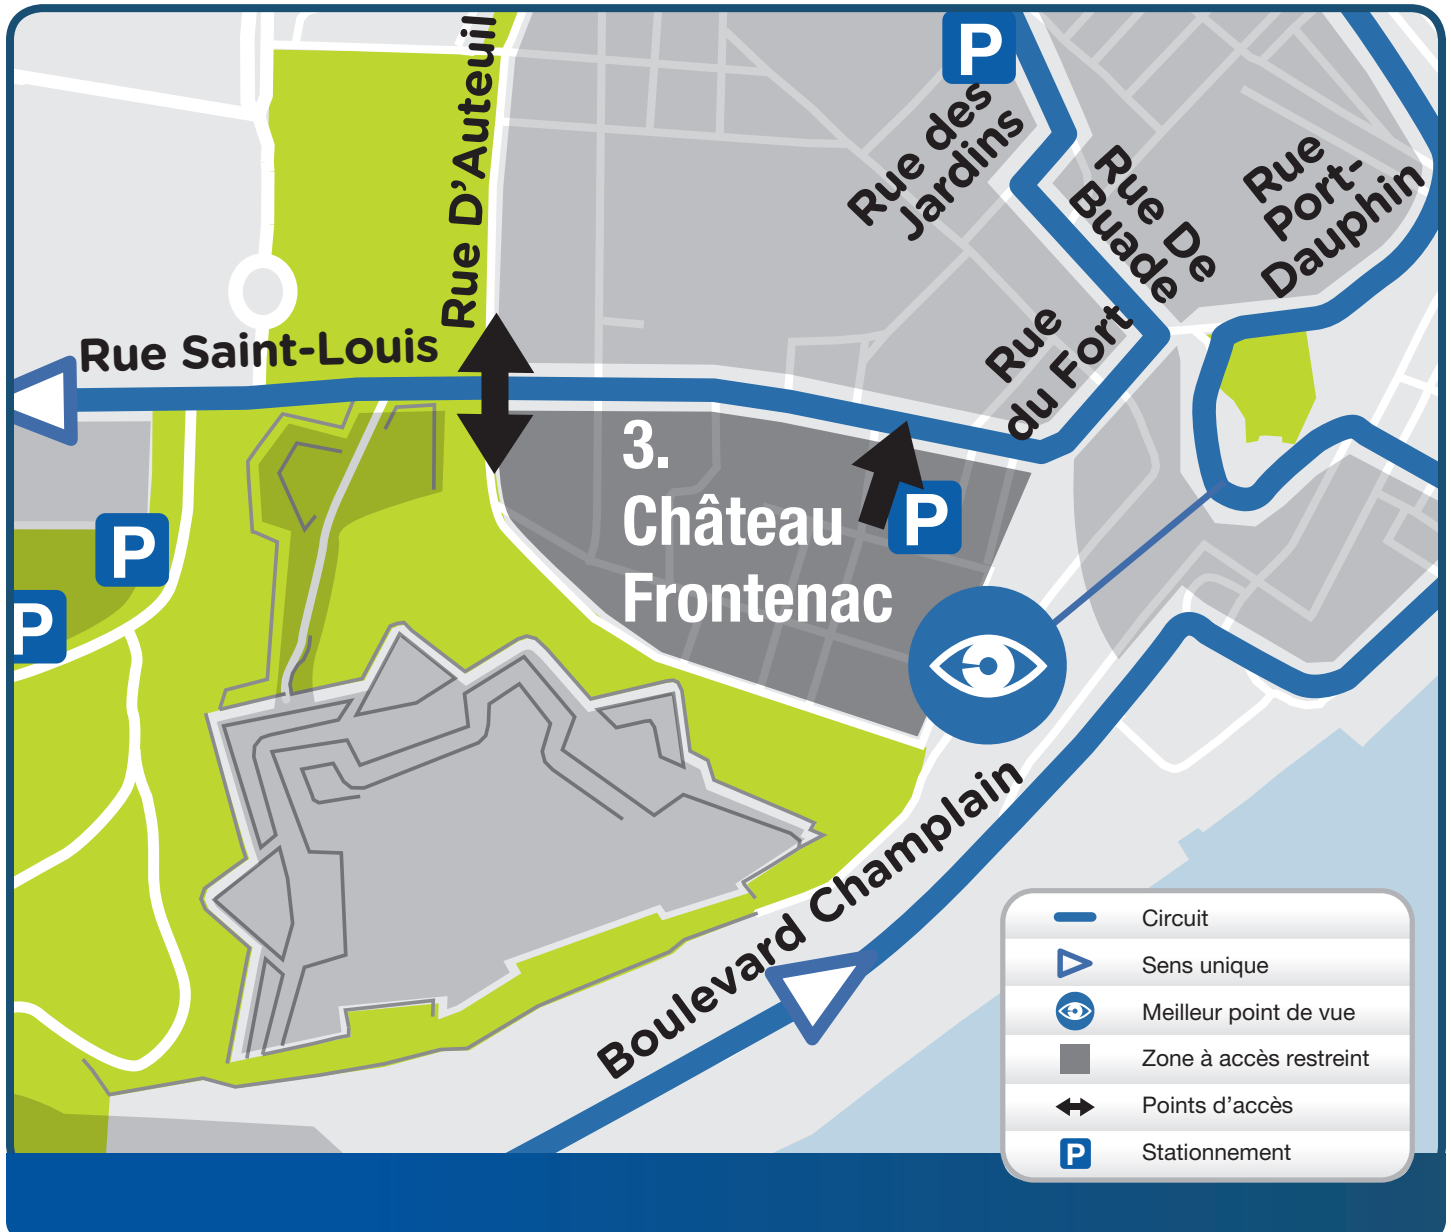 P
Rue D'Auteuil
Rue des
Jardins
Rue De
Buade
Rue
Port-
Dauphin
Rue Saint-Louis
Rue
du Fort
3.
Château
Frontenac
P
P
P
Boulevard Champlain
Circuit
Sens unique
Meilleur point de vue
Zone à accès restreint
Points d'accès
P Stationnement